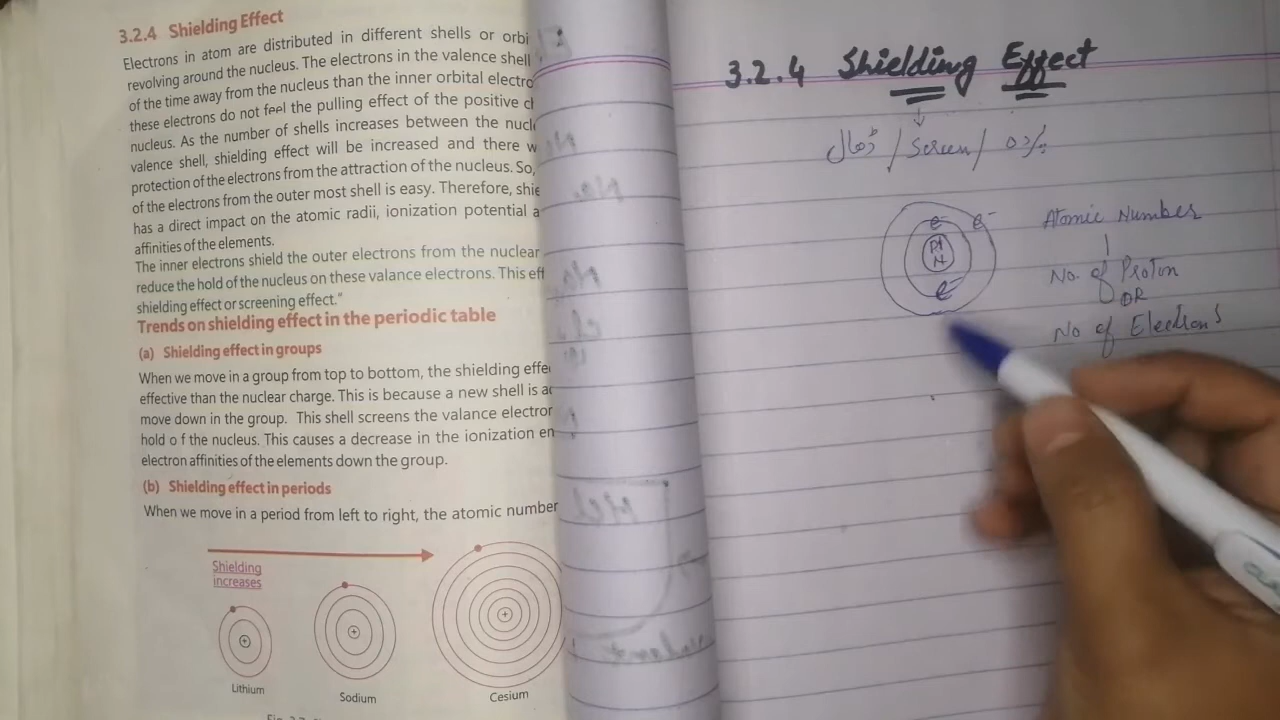 3.2.4 Shielding Effect
Electrons in atom are distributed in different shells or orbi
revolving around the nucleus. The electrons in the valence shell
of the time away from the nucleus than the inner orbital electro
these electrons do not feel the pulling effect of the positive
nucleus. As the number of shells increases between the nucl
valence shell, shielding effect will be increased and there w
protection of the electrons from the attraction of the nucleus. So,
of the electrons from the outer most shell is easy. Therefore, shie
has a direct impact on the atomic radii, ionization potential a
affinities of the elements.
The inner electrons shield the outer electrons from the nuclear
reduce the hold of the nucleus on these valance electrons. This eff
shielding effect or screening effect."
Trends on shielding effect in the periodic table
(a) Shielding effect in groups
When we move in a group from top to bottom, the shielding effe
effective than the nuclear charge. This is because a new shell is a
move down in the group. This shell screens the valance electror
hold o f the nucleus. This causes a decrease in the ionization en
electron affinities of the elements down the group.
(b) Shielding effect in periods
When we move in a period from left to right, the atomic number
Shielding
increases
+
+
+
Lithium
Sodium
Cesium
3.2.4 Shielding Effect
ڈھال / Screen / پردہ
e- e-
P+
N
e-
Atomic Number
No. of Proton
OR
No of Electrons